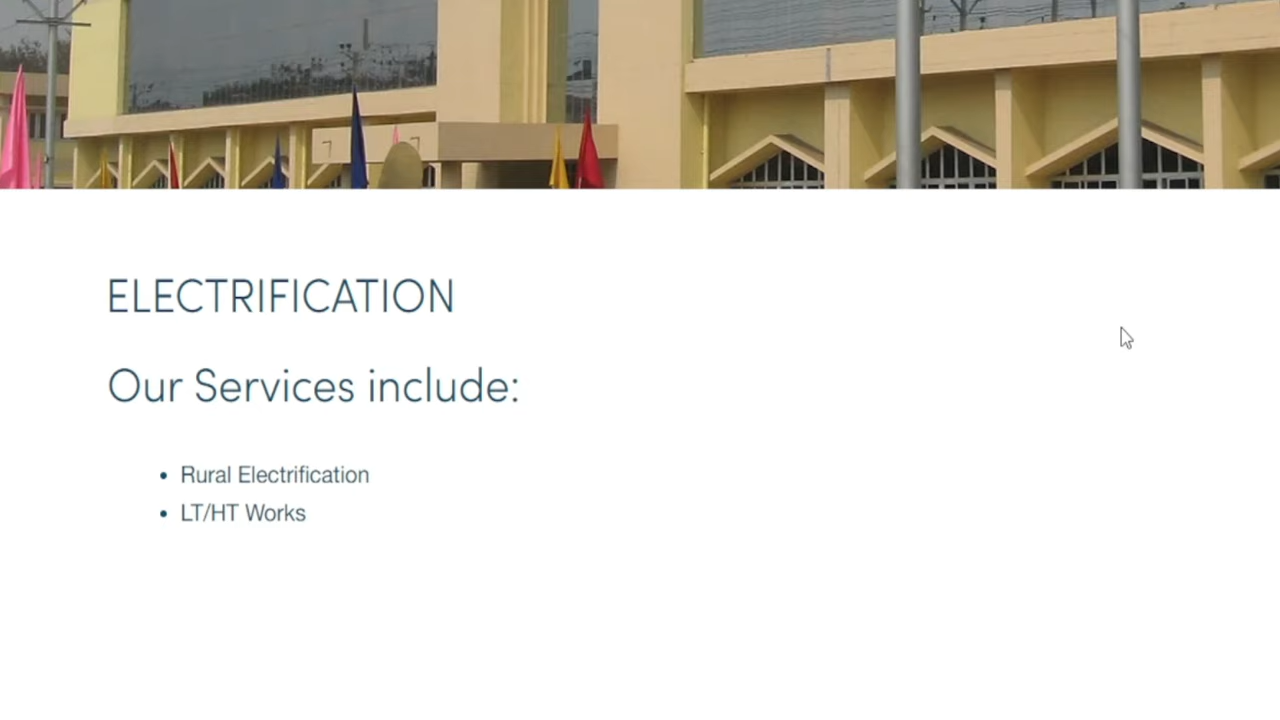 ELECTRIFICATION
Our Services include:
• Rural Electrification
• LT/HT Works